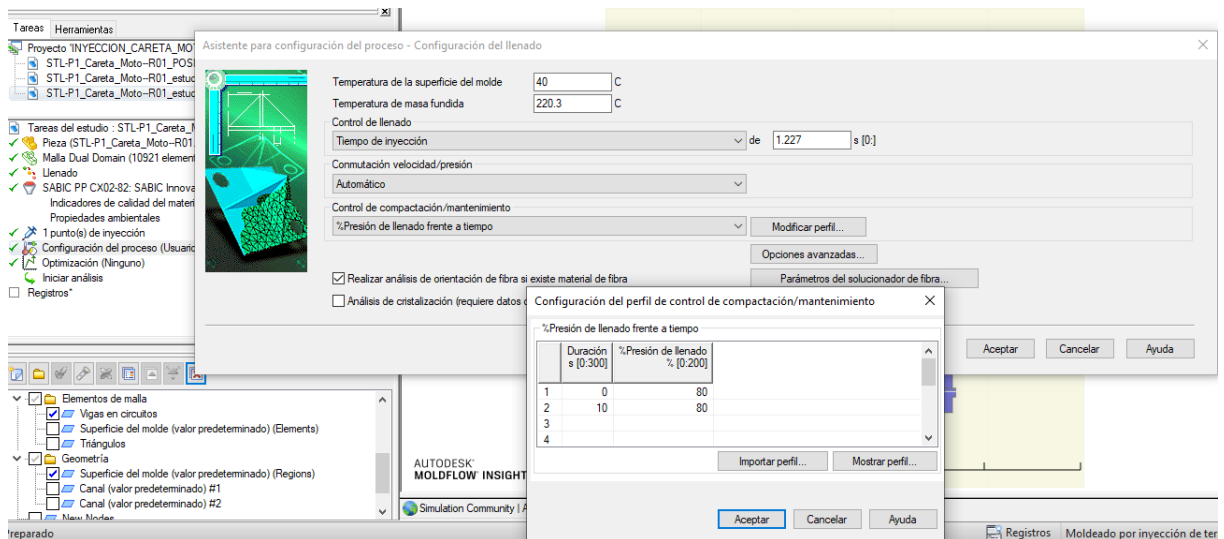 Tareas Herramientas
Proyecto 'INYECCION_CARETA_MO
STL-P1_Careta_Moto--R01_POSI
STL-P1_Careta_Moto--R01_estud
STL-P1_Careta_Moto--R01_estud
Tareas del estudio : STL-P1_Careta_M
Pieza (STL-P1_Careta_Moto--R01
Malla Dual Domain (10921 element
Llenado
SABIC PP CX02-82: SABIC Innova
Indicadores de calidad del materi
Propiedades ambientales
1 punto(s) de inyección
Configuración del proceso (Usuario
Optimización (Ninguno)
Iniciar análisis
Registros*
Asistente para configuración del proceso - Configuración del llenado
Temperatura de la superficie del molde 40 C
Temperatura de masa fundida 220.3 C
Control de llenado
Tiempo de inyección de 1.227 s [0:]
Conmutación velocidad/presión
Automático
Control de compactación/mantenimiento
%Presión de llenado frente a tiempo Modificar perfil...
Opciones avanzadas...
Realizar análisis de orientación de fibra si existe material de fibra Parámetros del solucionador de fibra...
Análisis de cristalización (requiere datos
Aceptar Cancelar Ayuda
Configuración del perfil de control de compactación/mantenimiento
%Presión de llenado frente a tiempo
Duración %Presión de llenado
s [0:300] % [0:200]
1 0 80
2 10 80
3
4
Importar perfil... Mostrar perfil...
Aceptar Cancelar Ayuda
Elementos de malla
Vigas en circuitos
Superficie del molde (valor predeterminado) (Elements)
Triángulos
Geometría
Superficie del molde (valor predeterminado) (Regions)
Canal (valor predeterminado) #1
Canal (valor predeterminado) #2
New Nodes
AUTODESK®
MOLDFLOW® INSIGHT
Simulation Community | A
Preparado
Registros Moldeado por inyección de ter